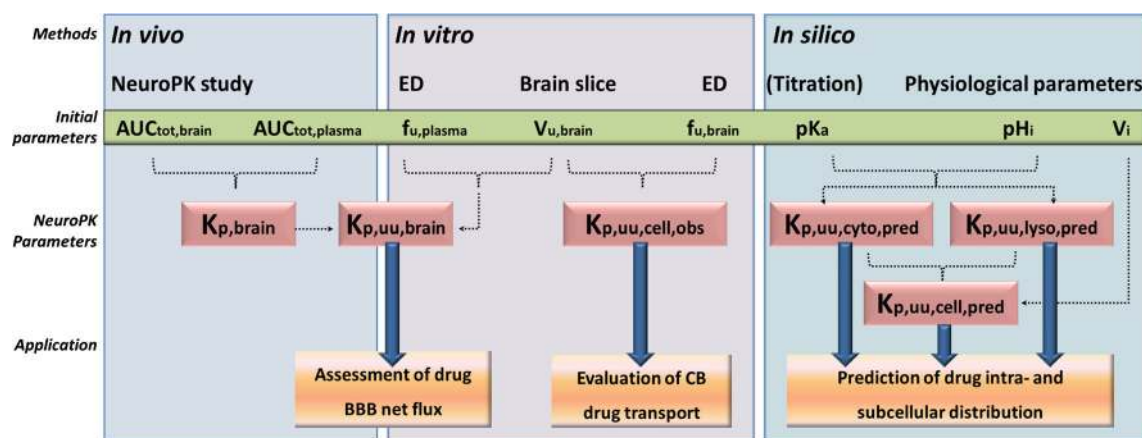 Methods In vivo In vitro In silico
NeuroPK study ED Brain slice ED (Titration) Physiological parameters
Initial parameters AUCtot,brain AUCtot,plasma fu,plasma Vu,brain fu,brain pKa pHi Vi
NeuroPK Parameters Kp,brain Kp,uu,brain Kp,uu,cell,obs Kp,uu,cyto,pred Kp,uu,lyso,pred
Kp,uu,cell,pred
Application
Assessment of drug
BBB net flux
Evaluation of CB
drug transport
Prediction of drug intra- and
subcellular distribution